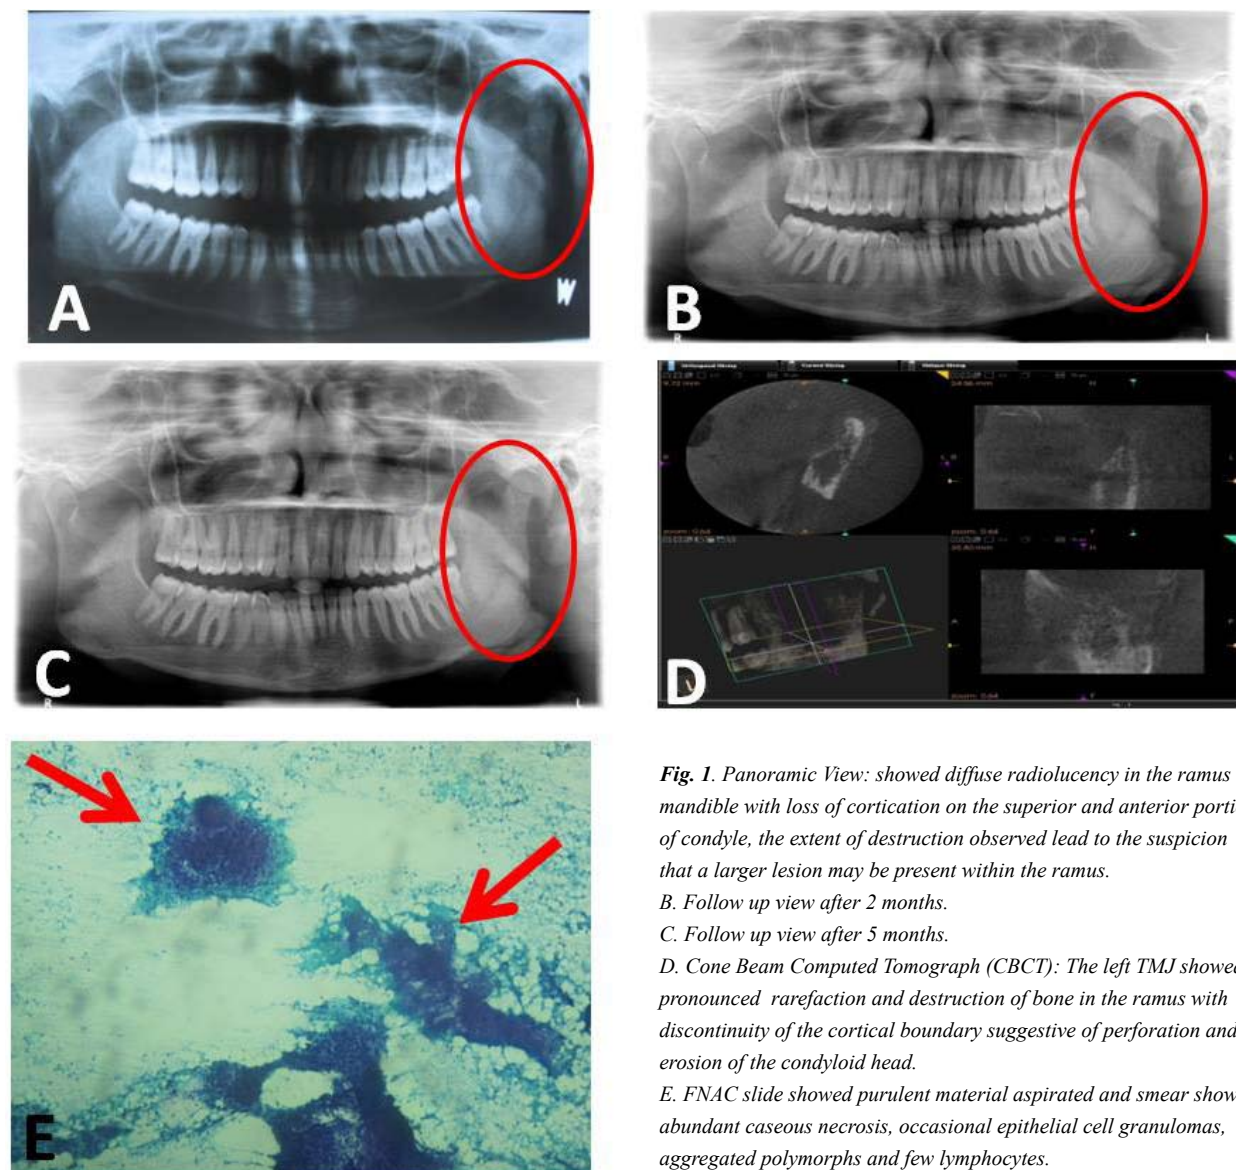 A
W
B
R
L
C
R
L
D
E
Fig. 1. Panoramic View: showed diffuse radiolucency in the ramus
mandible with loss of cortication on the superior and anterior porti
of condyle, the extent of destruction observed lead to the suspicion
that a larger lesion may be present within the ramus.
B. Follow up view after 2 months.
C. Follow up view after 5 months.
D. Cone Beam Computed Tomograph (CBCT): The left TMJ showed
pronounced rarefaction and destruction of bone in the ramus with
discontinuity of the cortical boundary suggestive of perforation and
erosion of the condyloid head.
E. FNAC slide showed purulent material aspirated and smear show
abundant caseous necrosis, occasional epithelial cell granulomas,
aggregated polymorphs and few lymphocytes.